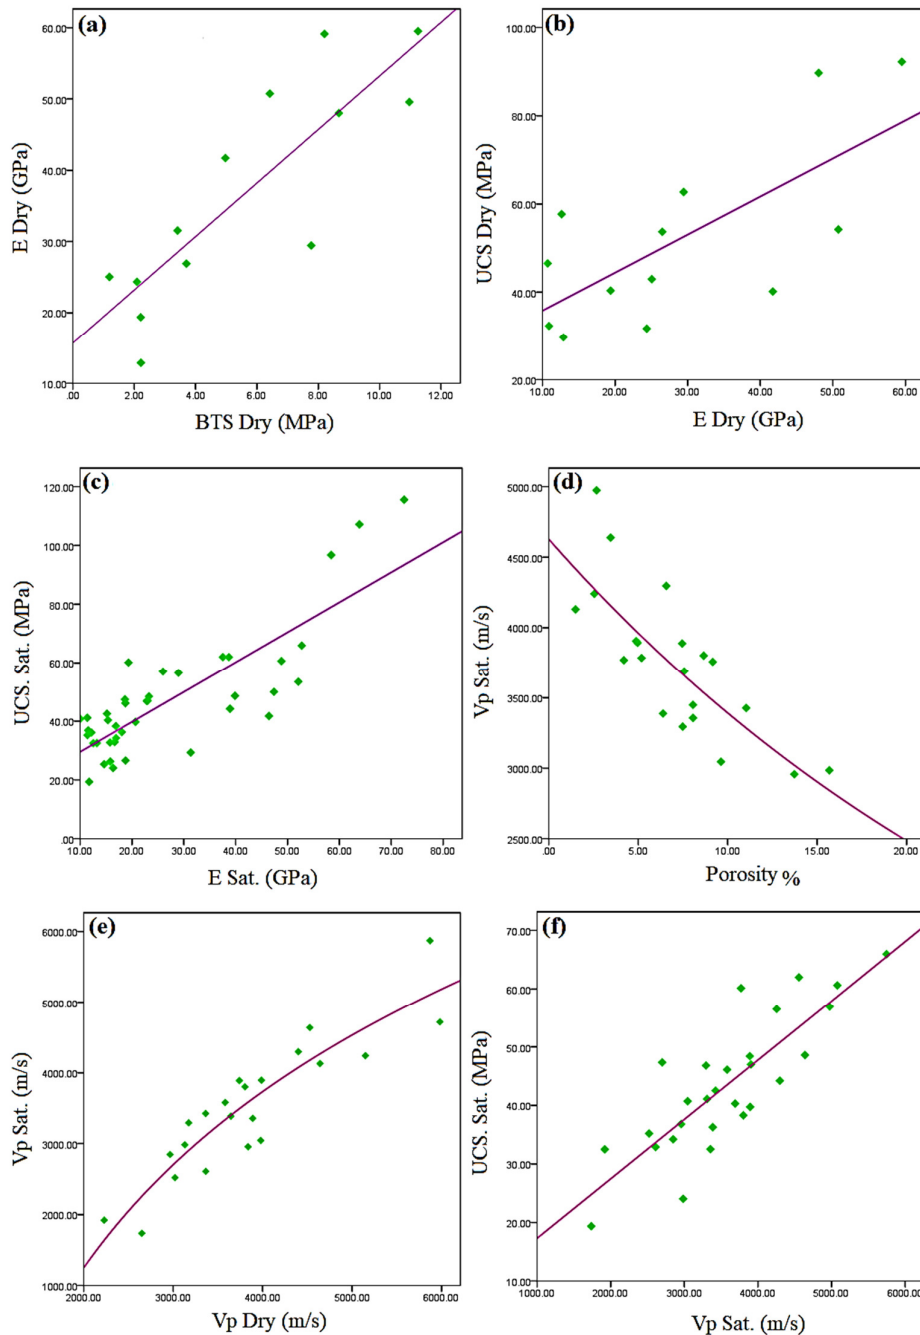 (a)
60.00
50.00
40.00
30.00
20.00
10.00
E Dry (GPa)
.00 2.00 4.00 6.00 8.00 10.00 12.00
BTS Dry (MPa)
(b)
100.00
80.00
60.00
40.00
20.00
UCS Dry (MPa)
10.00 20.00 30.00 40.00 50.00 60.00
E Dry (GPa)
(c)
120.00
100.00
80.00
60.00
40.00
20.00
.00
UCS. Sat. (MPa)
10.00 20.00 30.00 40.00 50.00 60.00 70.00 80.00
E Sat. (GPa)
(d)
5000.00
4500.00
4000.00
3500.00
3000.00
2500.00
Vp Sat. (m/s)
.00 5.00 10.00 15.00 20.00
Porosity %
(e)
6000.00
5000.00
4000.00
3000.00
2000.00
1000.00
Vp Sat. (m/s)
2000.00 3000.00 4000.00 5000.00 6000.00
Vp Dry (m/s)
(f)
70.00
60.00
50.00
40.00
30.00
20.00
10.00
UCS. Sat. (MPa)
1000.00 2000.00 3000.00 4000.00 5000.00 6000.00
Vp Sat. (m/s)